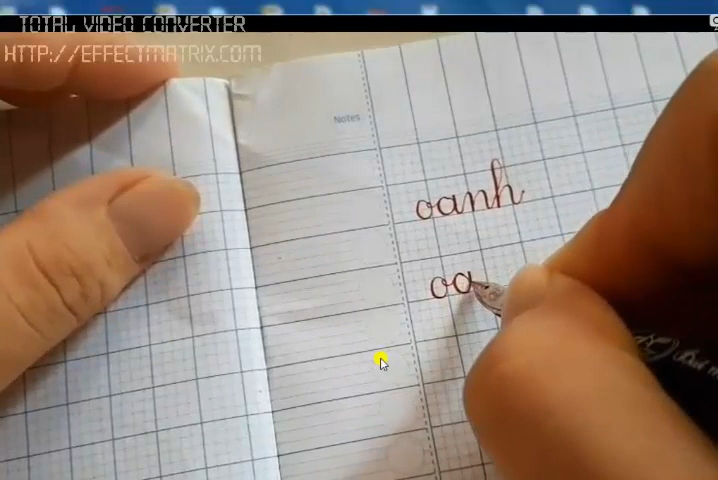 TOTAL VIDEO CONVERTER
HTTP://EFFECTMATRIX.COM
Notes
oanh
oa